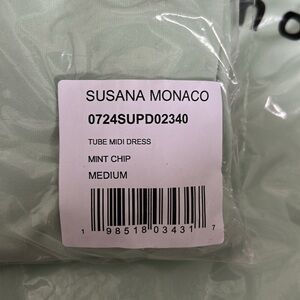 SUSANA MONACO
0724SUPD02340
TUBE MIDI DRESS
MINT CHIP
MEDIUM
1 98518 03431 7